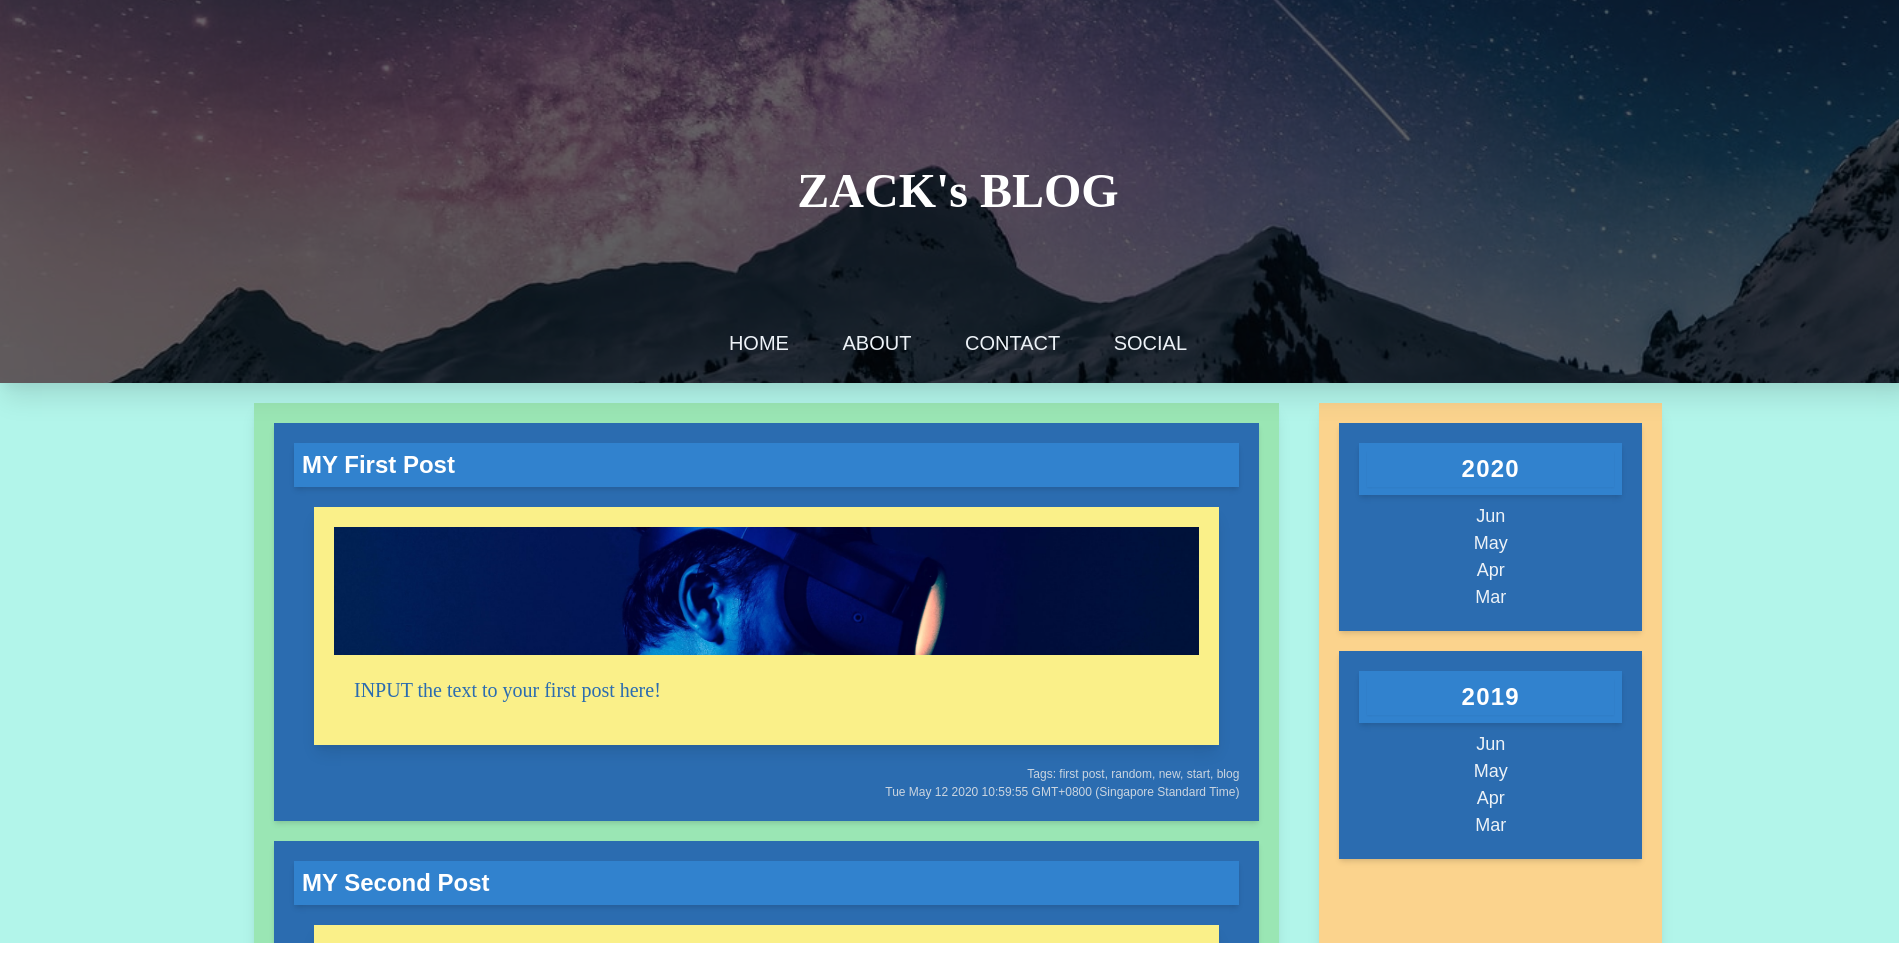 ZACK's BLOG
HOME ABOUT CONTACT SOCIAL
MY First Post
INPUT the text to your first post here!
Tags: first post, random, new, start, blog
Tue May 12 2020 10:59:55 GMT+0800 (Singapore Standard Time)
MY Second Post
2020
Jun
May
Apr
Mar
2019
Jun
May
Apr
Mar